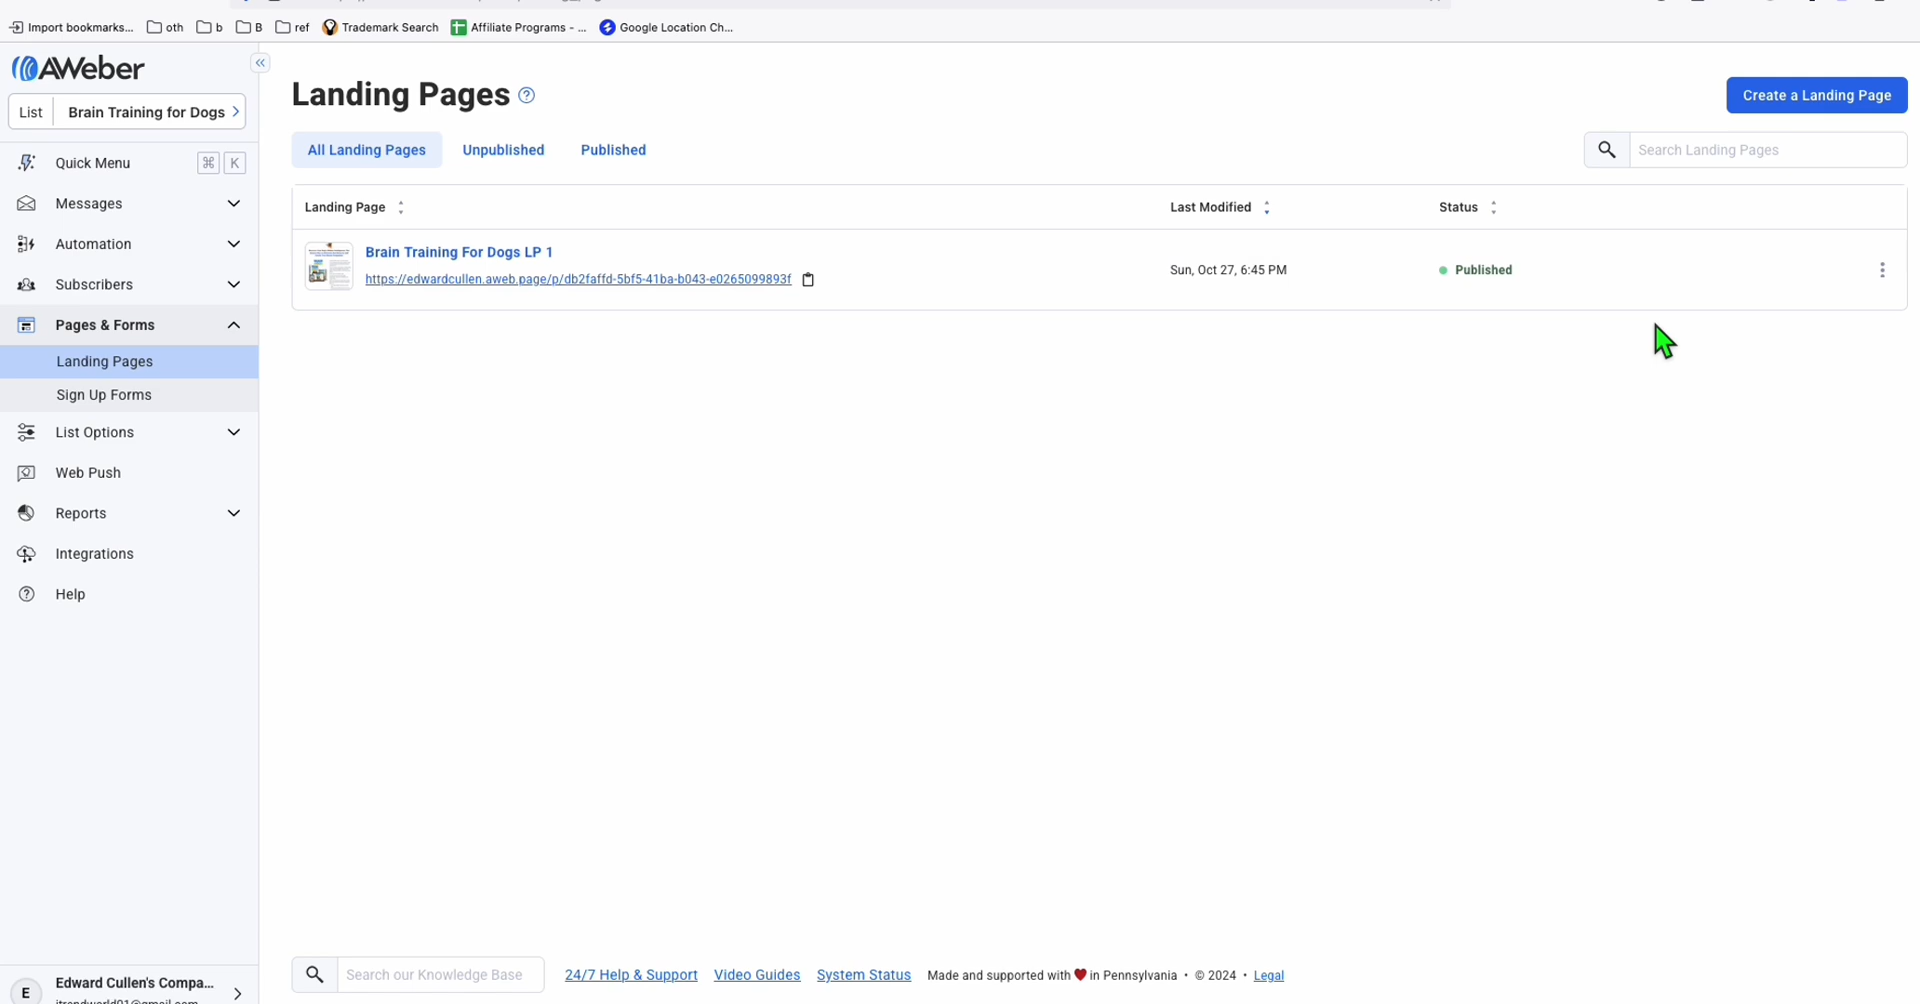 Import bookmarks...
oth
b
B
ref
Trademark Search
Affiliate Programs - ...
Google Location Ch...
AWeber
List
Brain Training for Dogs
Quick Menu
⌘ K
Messages
Automation
Subscribers
Pages & Forms
Landing Pages
Sign Up Forms
List Options
Web Push
Reports
Integrations
Help
Edward Cullen's Compa...
E
Landing Pages
Create a Landing Page
All Landing Pages
Unpublished
Published
Search Landing Pages
Landing Page
Last Modified
Status
Brain Training For Dogs LP 1
https://edwardcullen.aweb.page/p/db2faffd-5bf5-41ba-b043-e0265099893f
Sun, Oct 27, 6:45 PM
Published
Search our Knowledge Base
24/7 Help & Support
Video Guides
System Status
Made and supported with ❤ in Pennsylvania • © 2024 • Legal